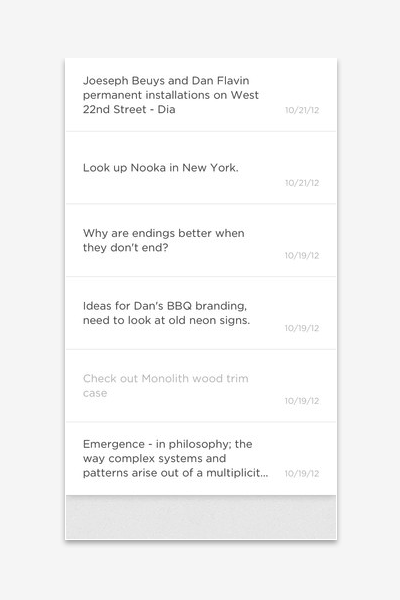 Joeseph Beuys and Dan Flavin
permanent installations on West
22nd Street - Dia
10/21/12
Look up Nooka in New York.
10/21/12
Why are endings better when
they don't end?
10/19/12
Ideas for Dan's BBQ branding,
need to look at old neon signs.
10/19/12
Check out Monolith wood trim
case
10/19/12
Emergence - in philosophy; the
way complex systems and
patterns arise out of a multiplicit...
10/19/12